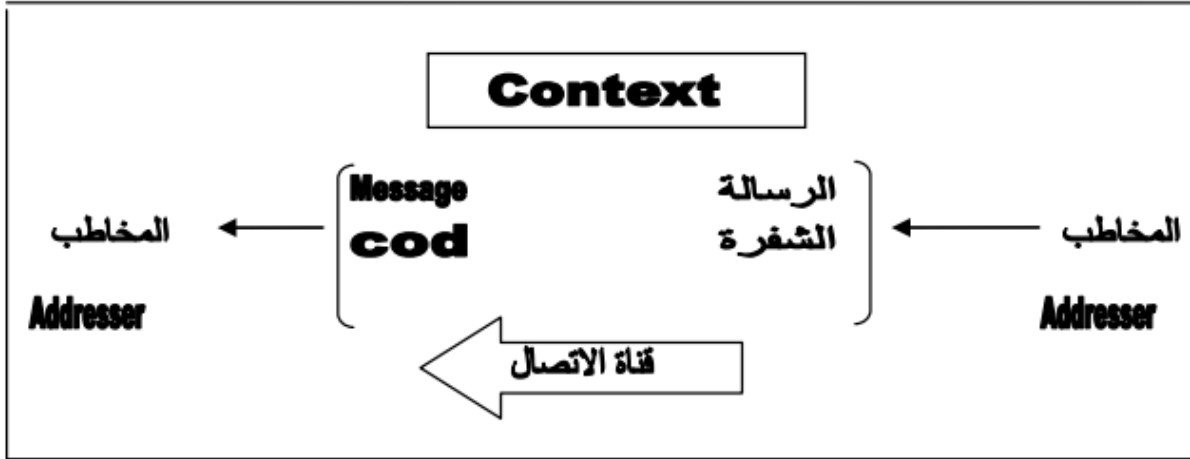 Context
المخاطب
الرسالة Message
الشفرة cod
المخاطب
Addresser
Addresser
قناة الاتصال